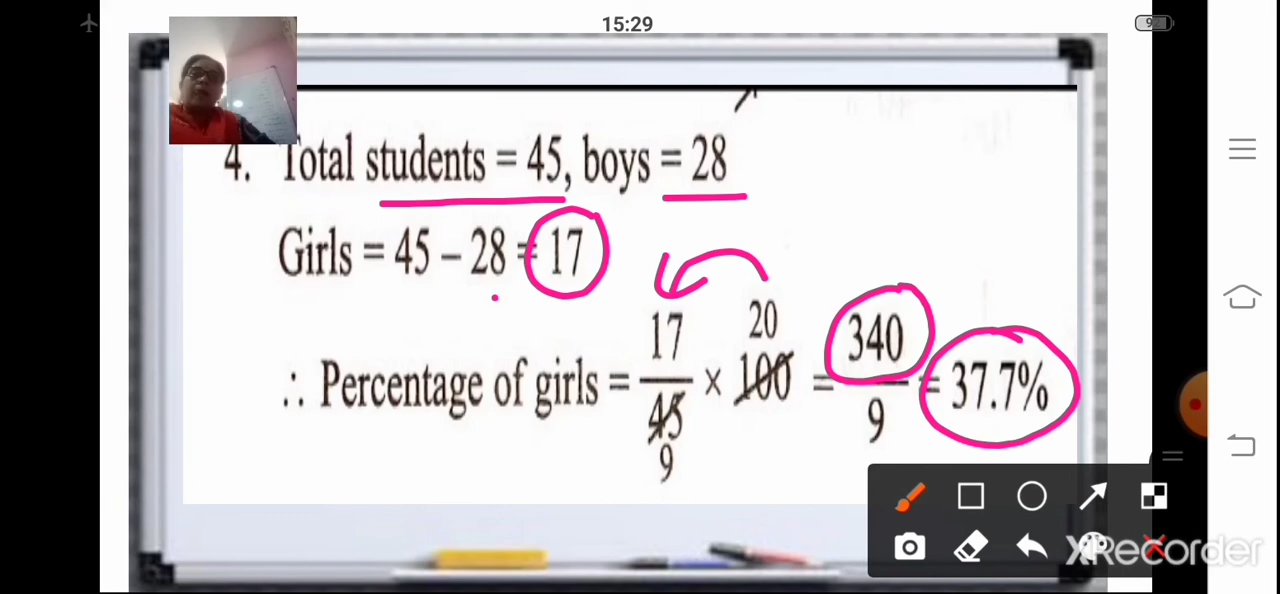 15:29
4. Total students = 45, boys = 28
Girls = 45 – 28 = 17
∴ Percentage of girls = 17/45 × 100 = 340/9 = 37.7%
20
9
XRecorder